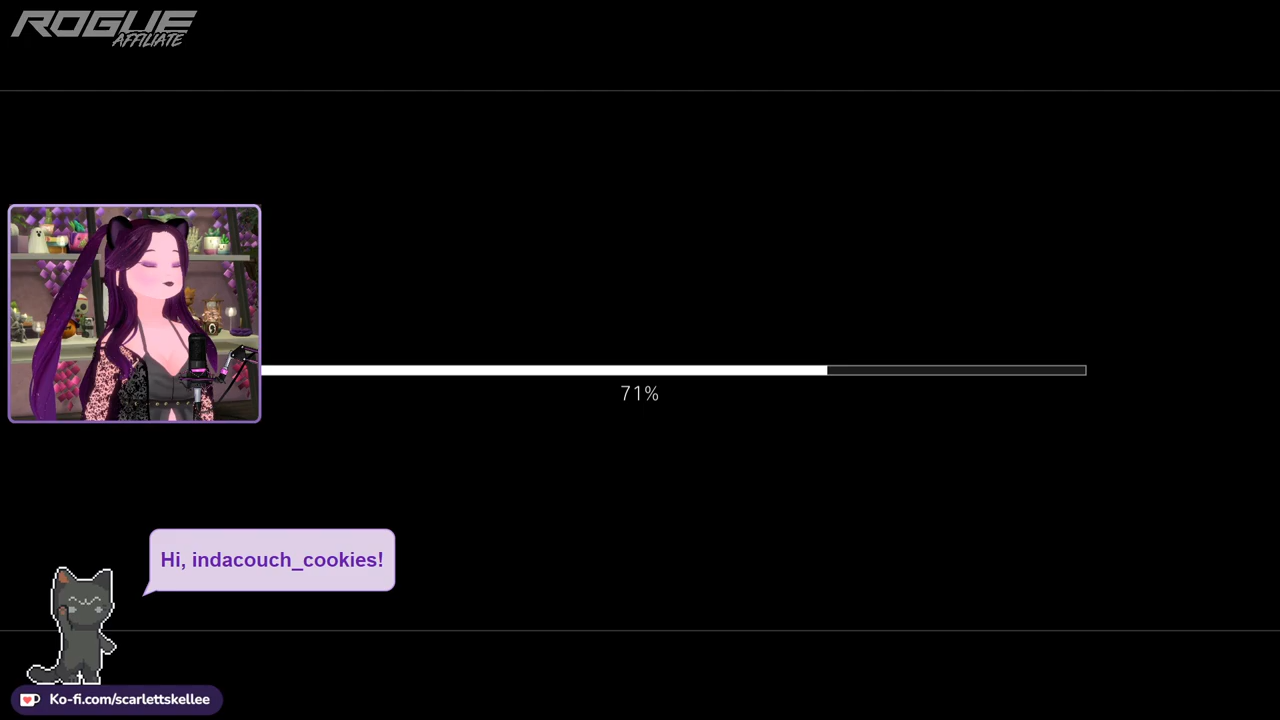 ROGUE
AFFILIATE
71%
Hi, indacouch_cookies!
Ko-fi.com/scarlettskellee